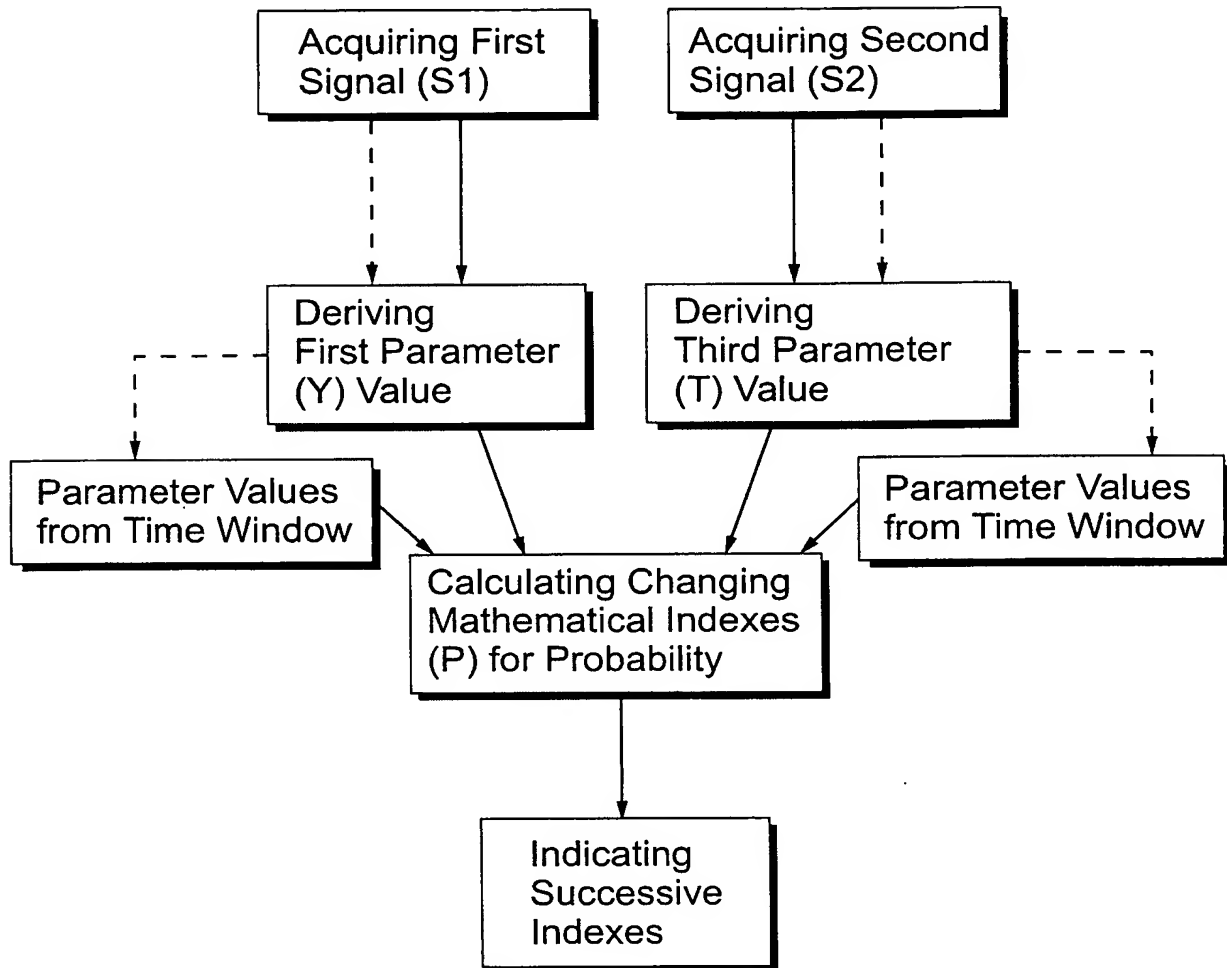 Acquiring First
Signal (S1)
Acquiring Second
Signal (S2)
Deriving
First Parameter
(Y) Value
Deriving
Third Parameter
(T) Value
Parameter Values
from Time Window
Parameter Values
from Time Window
Calculating Changing
Mathematical Indexes
(P) for Probability
Indicating
Successive
Indexes